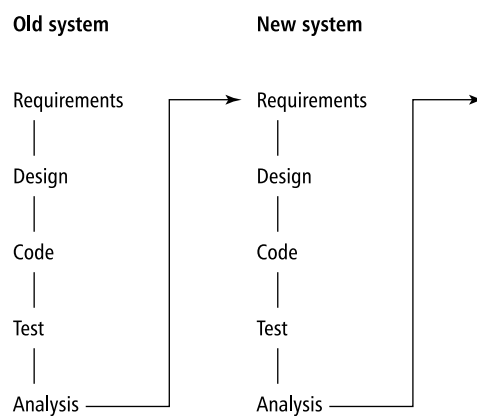 Old system
New system
Requirements
Requirements
Design
Design
Code
Code
Test
Test
Analysis
Analysis